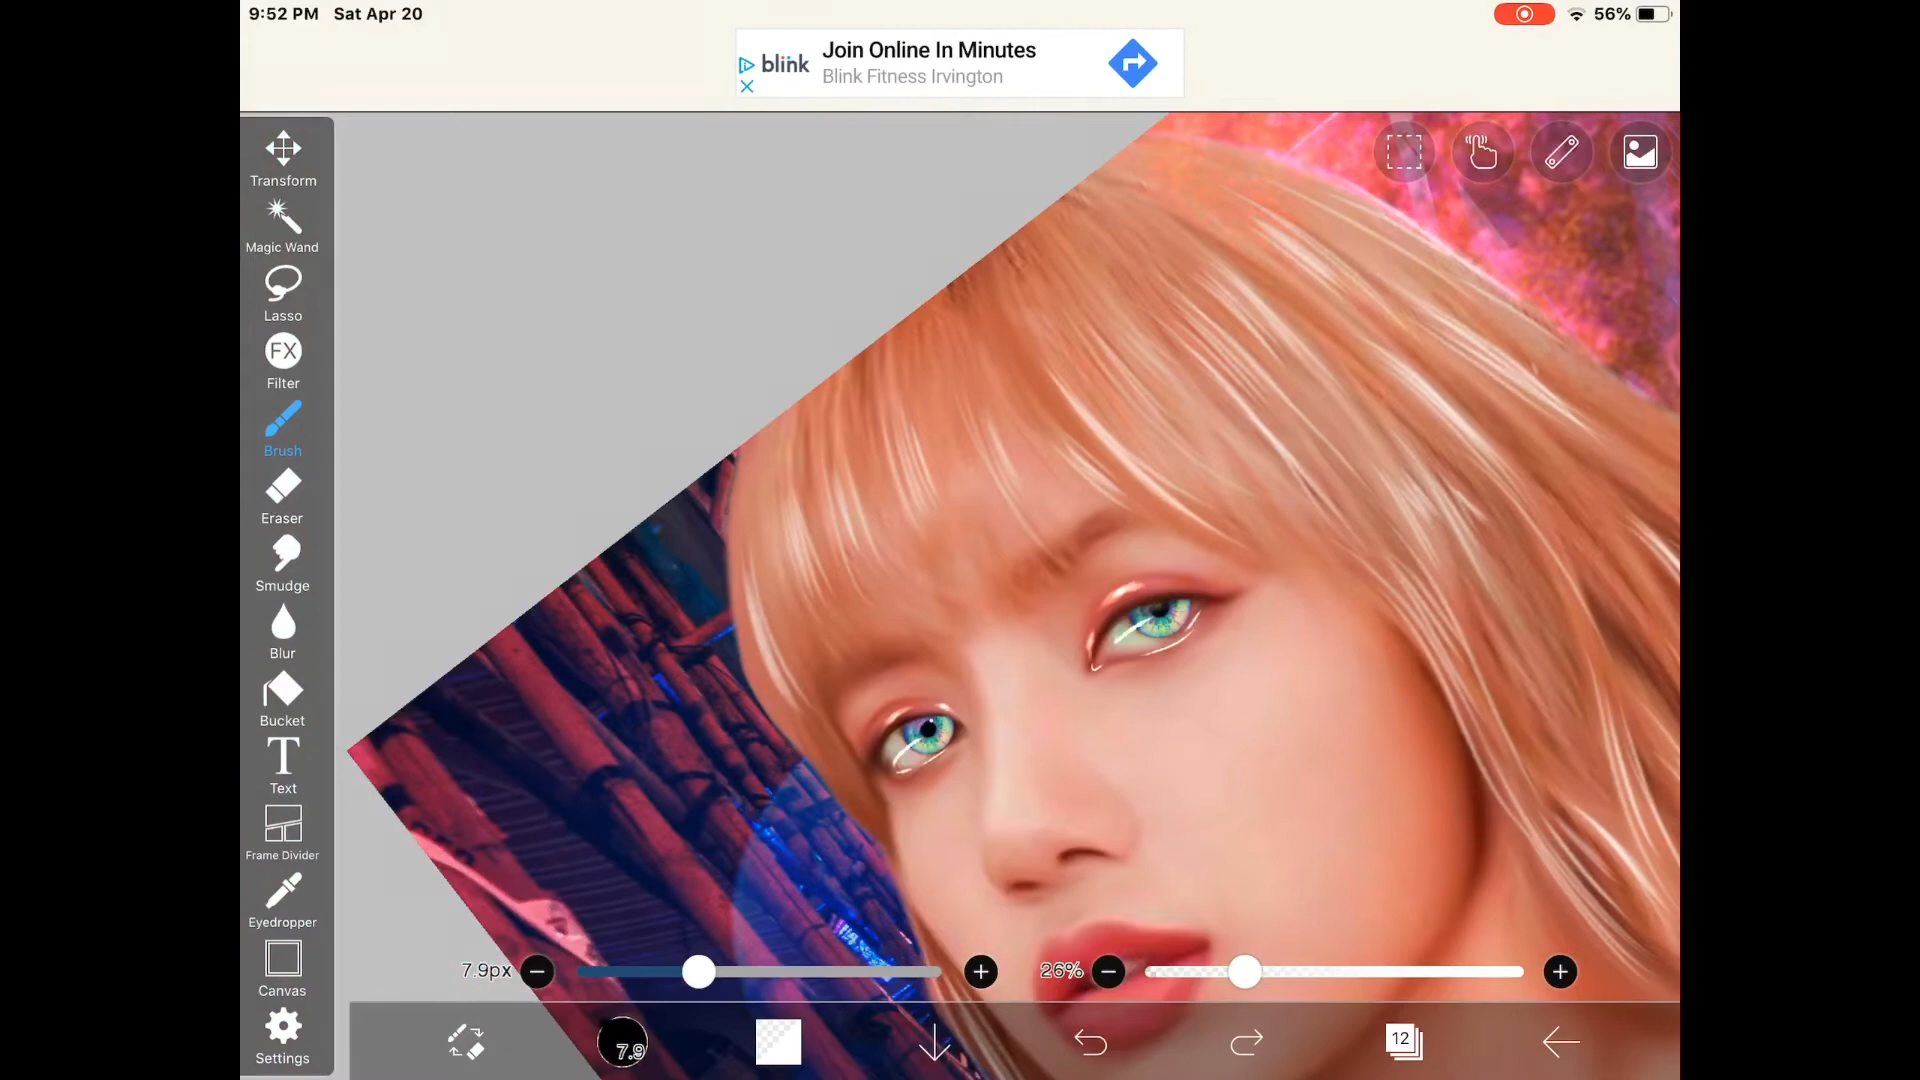 9:52 PM Sat Apr 20
56%
blink
Join Online In Minutes
Blink Fitness Irvington
Transform
Magic Wand
Lasso
FX
Filter
Brush
Eraser
Smudge
Blur
Bucket
T
Text
Frame Divider
Eyedropper
Canvas
Settings
7.9px
26%
7.9
12